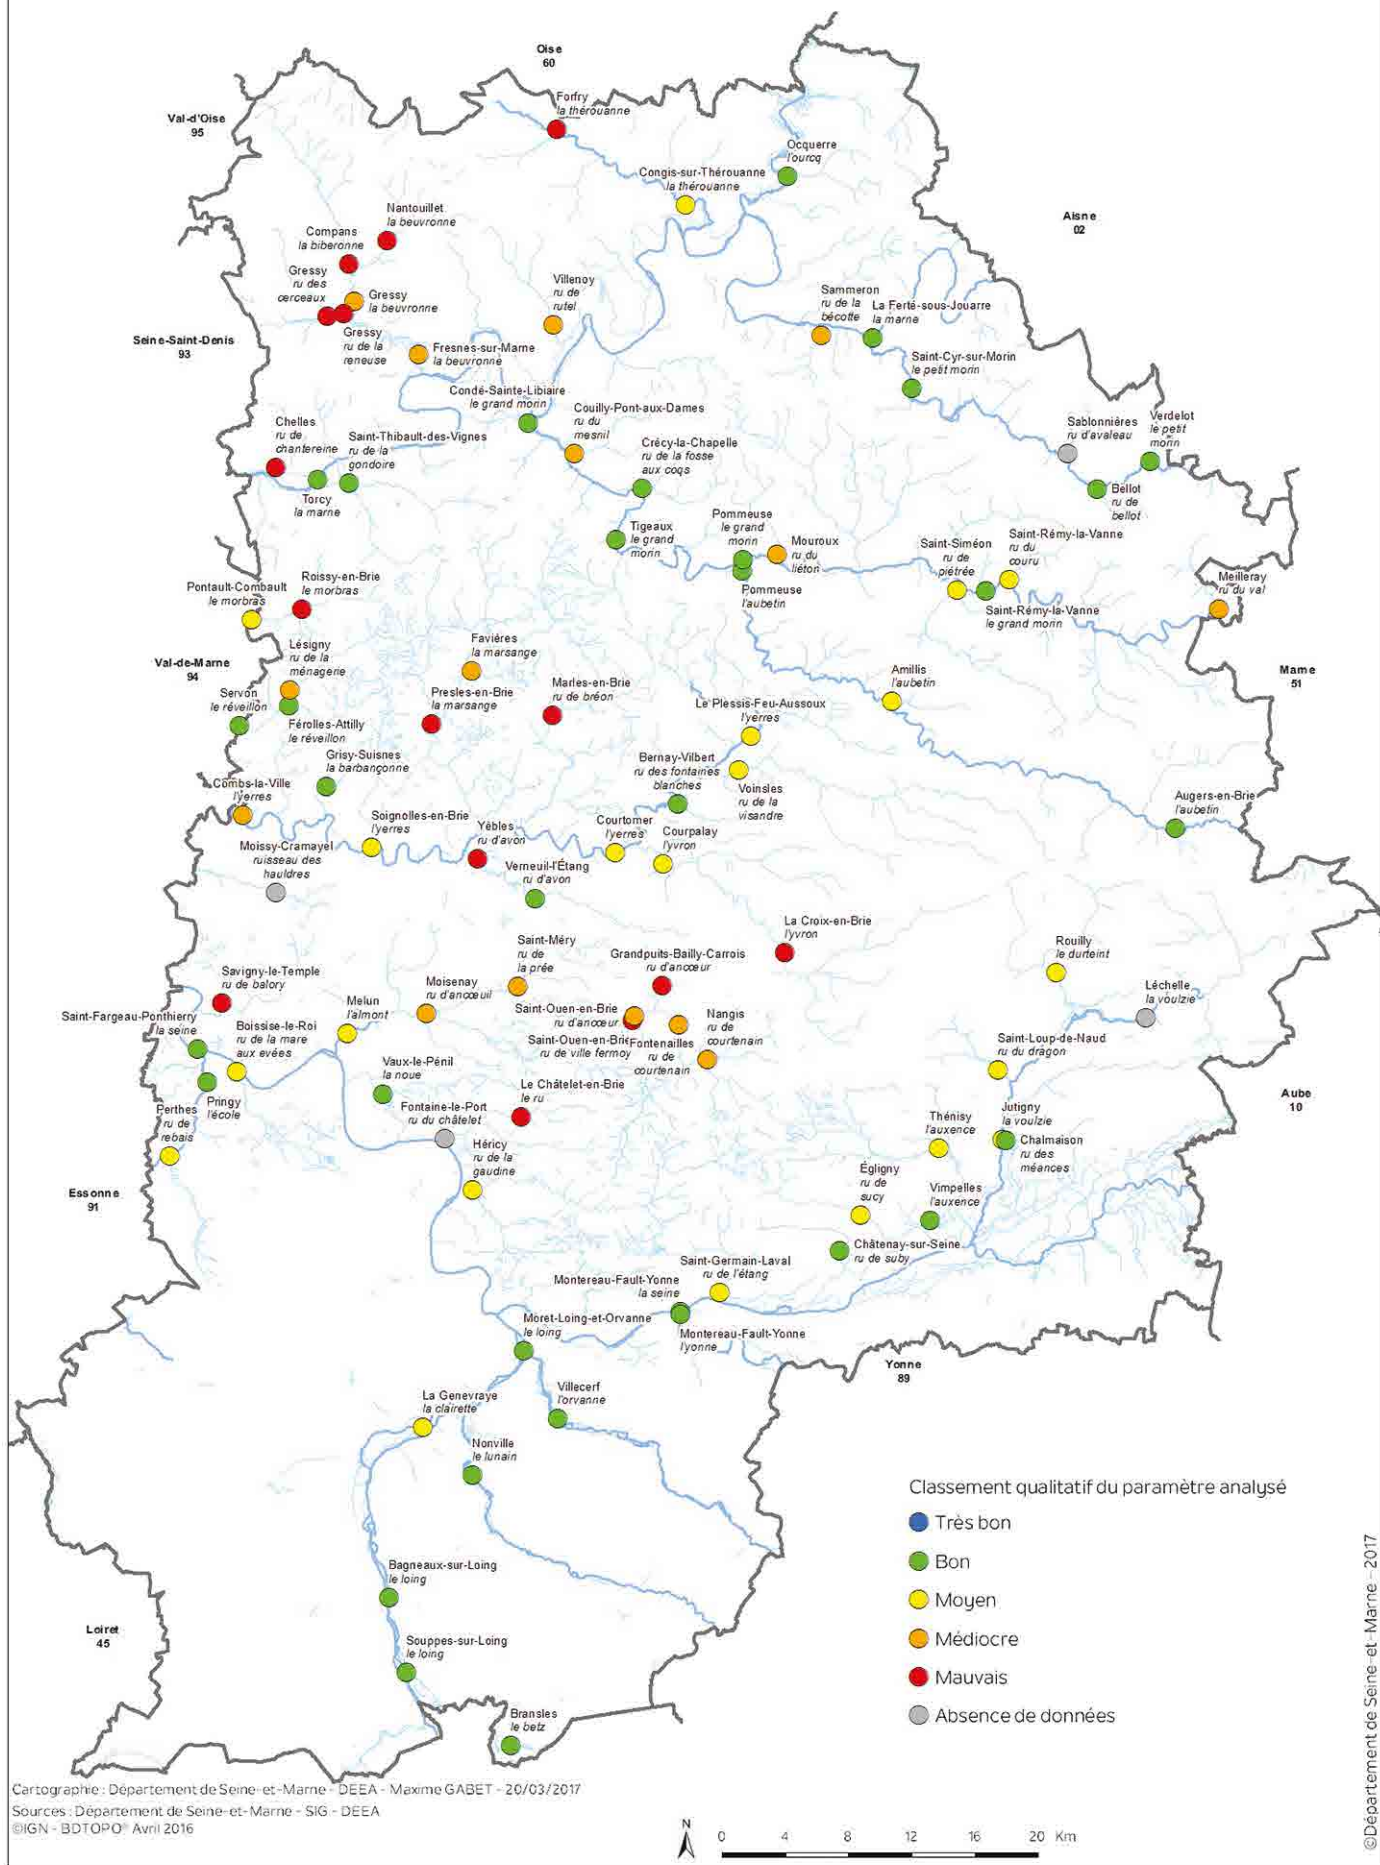 Oise
60
Forfry
la thérouanne
Val-d'Oise
95
Ocquerre
l'ourcq
Congis-sur-Thérouanne
la thérouanne
Nantouillet
la beuvronne
Aisne
02
Compans
la biberonne
Gressy
ru des
cerceaux
Gressy
la beuvronne
Villenoy
ru de
rutel
Sammeron
ru de la
bécotte
La Ferté-sous-Jouarre
la marne
Seine-Saint-Denis
93
Gressy
ru de la
reneuse
Fresnes-sur-Marne
la beuvronne
Saint-Cyr-sur-Morin
le petit morin
Condé-Sainte-Libiaire
le grand morin
Couilly-Pont-aux-Dames
ru du
mesnil
Sablonnières
ru d'avaleau
Verdelot
le petit
morin
Chelles
ru de
chantereine
Saint-Thibault-des-Vignes
ru de la
gondoire
Crécy-la-Chapelle
ru de la fosse
aux coqs
Torcy
la marne
Bellot
ru de
bellot
Tigeaux
le grand
morin
Pommeuse
le grand
morin
Mouroux
ru du
liéton
Saint-Siméon
ru de
piétrée
Saint-Rémy-la-Vanne
ru du
couru
Pontault-Combault
le morbras
Roissy-en-Brie
le morbras
Pommeuse
l'aubetin
Saint-Rémy-la-Vanne
le grand morin
Meilleray
ru du val
Val-de-Marne
94
Lésigny
ru de la
ménagerie
Favières
la marsange
Marne
51
Servon
le réveillon
Presles-en-Brie
la marsange
Marles-en-Brie
ru de bréon
Amillis
l'aubetin
Férolles-Attilly
le réveillon
Le Plessis-Feu-Aussoux
l'yerres
Grisy-Suisnes
la barbançonne
Bernay-Vilbert
ru des fontaines
blanches
Voinsles
ru de la
visandre
Combs-la-Ville
l'yerres
Augers-en-Brie
l'aubetin
Soignolles-en-Brie
l'yerres
Yèbles
ru d'avon
Courtomer
l'yerres
Courpalay
l'yvron
Moissy-Cramayel
ruisseau des
hauldres
Verneuil-l'Étang
ru d'avon
La Croix-en-Brie
l'yvron
Saint-Méry
ru de
la prée
Grandpuits-Bailly-Carrois
ru d'ancœur
Rouilly
le durteint
Savigny-le-Temple
ru de balory
Moisenay
ru d'ancœuil
Léchelle
la voulzie
Saint-Fargeau-Ponthierry
la seine
Boissise-le-Roi
ru de la mare
aux evées
Melun
l'almont
Saint-Ouen-en-Brie
ru d'ancœur
Nangis
ru de
courtenain
Saint-Ouen-en-Brie
ru de ville fermoy
Fontenailles
ru de
courtenain
Saint-Loup-de-Naud
ru du dragon
Vaux-le-Pénil
la noue
Le Châtelet-en-Brie
le ru
Aube
10
Pringy
l'école
Perthes
ru de
rebais
Fontaine-le-Port
ru du châtelet
Thénisy
l'auxence
Jutigny
la voulzie
Chalmaison
ru des
méances
Héricy
ru de la
gaudine
Égligny
ru de
sucy
Vimpelles
l'auxence
Essonne
91
Châtenay-sur-Seine
ru de suby
Saint-Germain-Laval
ru de l'étang
Montereau-Fault-Yonne
la seine
Moret-Loing-et-Orvanne
le loing
Montereau-Fault-Yonne
l'yonne
Yonne
89
Villecerf
l'orvanne
La Genevraye
la clairette
Nonville
le lunain
Bagneaux-sur-Loing
le loing
Loiret
45
Souppes-sur-Loing
le loing
Bransles
le betz
Classement qualitatif du paramètre analysé
Très bon
Bon
Moyen
Médiocre
Mauvais
Absence de données
Cartographie : Département de Seine-et-Marne - DEEA - Maxime GABET - 20/03/2017
Sources : Département de Seine-et-Marne - SIG - DEEA
©IGN - BDTOPO® Avril 2016
N
0 4 8 12 16 20 Km
©Département de Seine-et-Marne - 2017